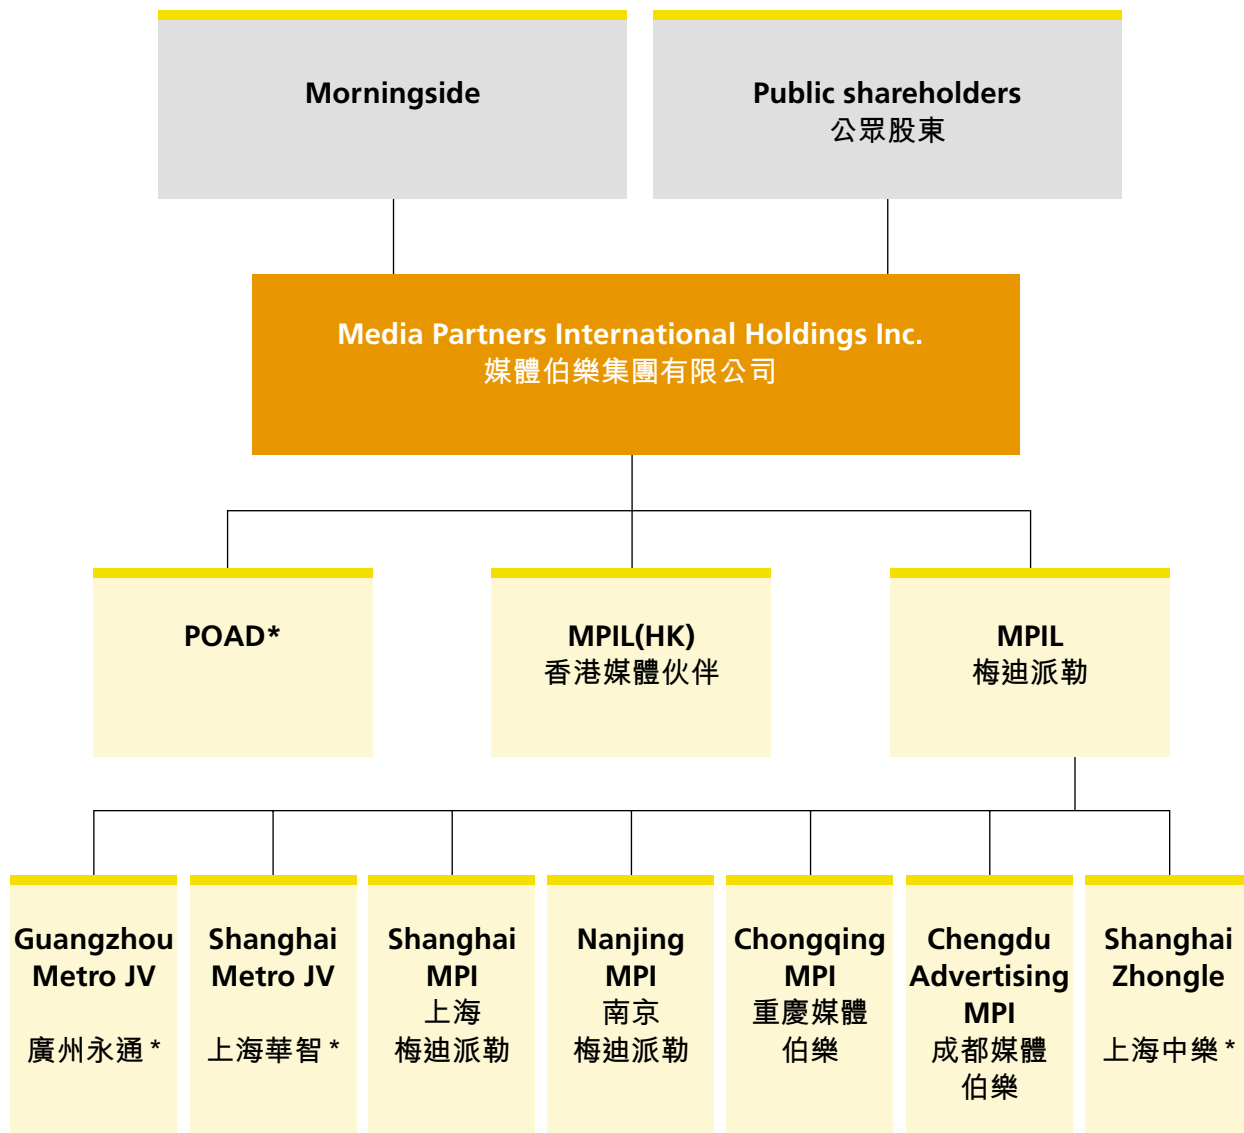 Morningside
Public shareholders
公眾股東
Media Partners International Holdings Inc.
媒體伯樂集團有限公司
POAD*
MPIL(HK)
香港媒體伙伴
MPIL
梅迪派勒
Guangzhou
Metro JV
廣州永通*
Shanghai
Metro JV
上海華智*
Shanghai
MPI
上海
梅迪派勒
Nanjing
MPI
南京
梅迪派勒
Chongqing
MPI
重慶媒體
伯樂
Chengdu
Advertising
MPI
成都媒體
伯樂
Shanghai
Zhongle
上海中樂*